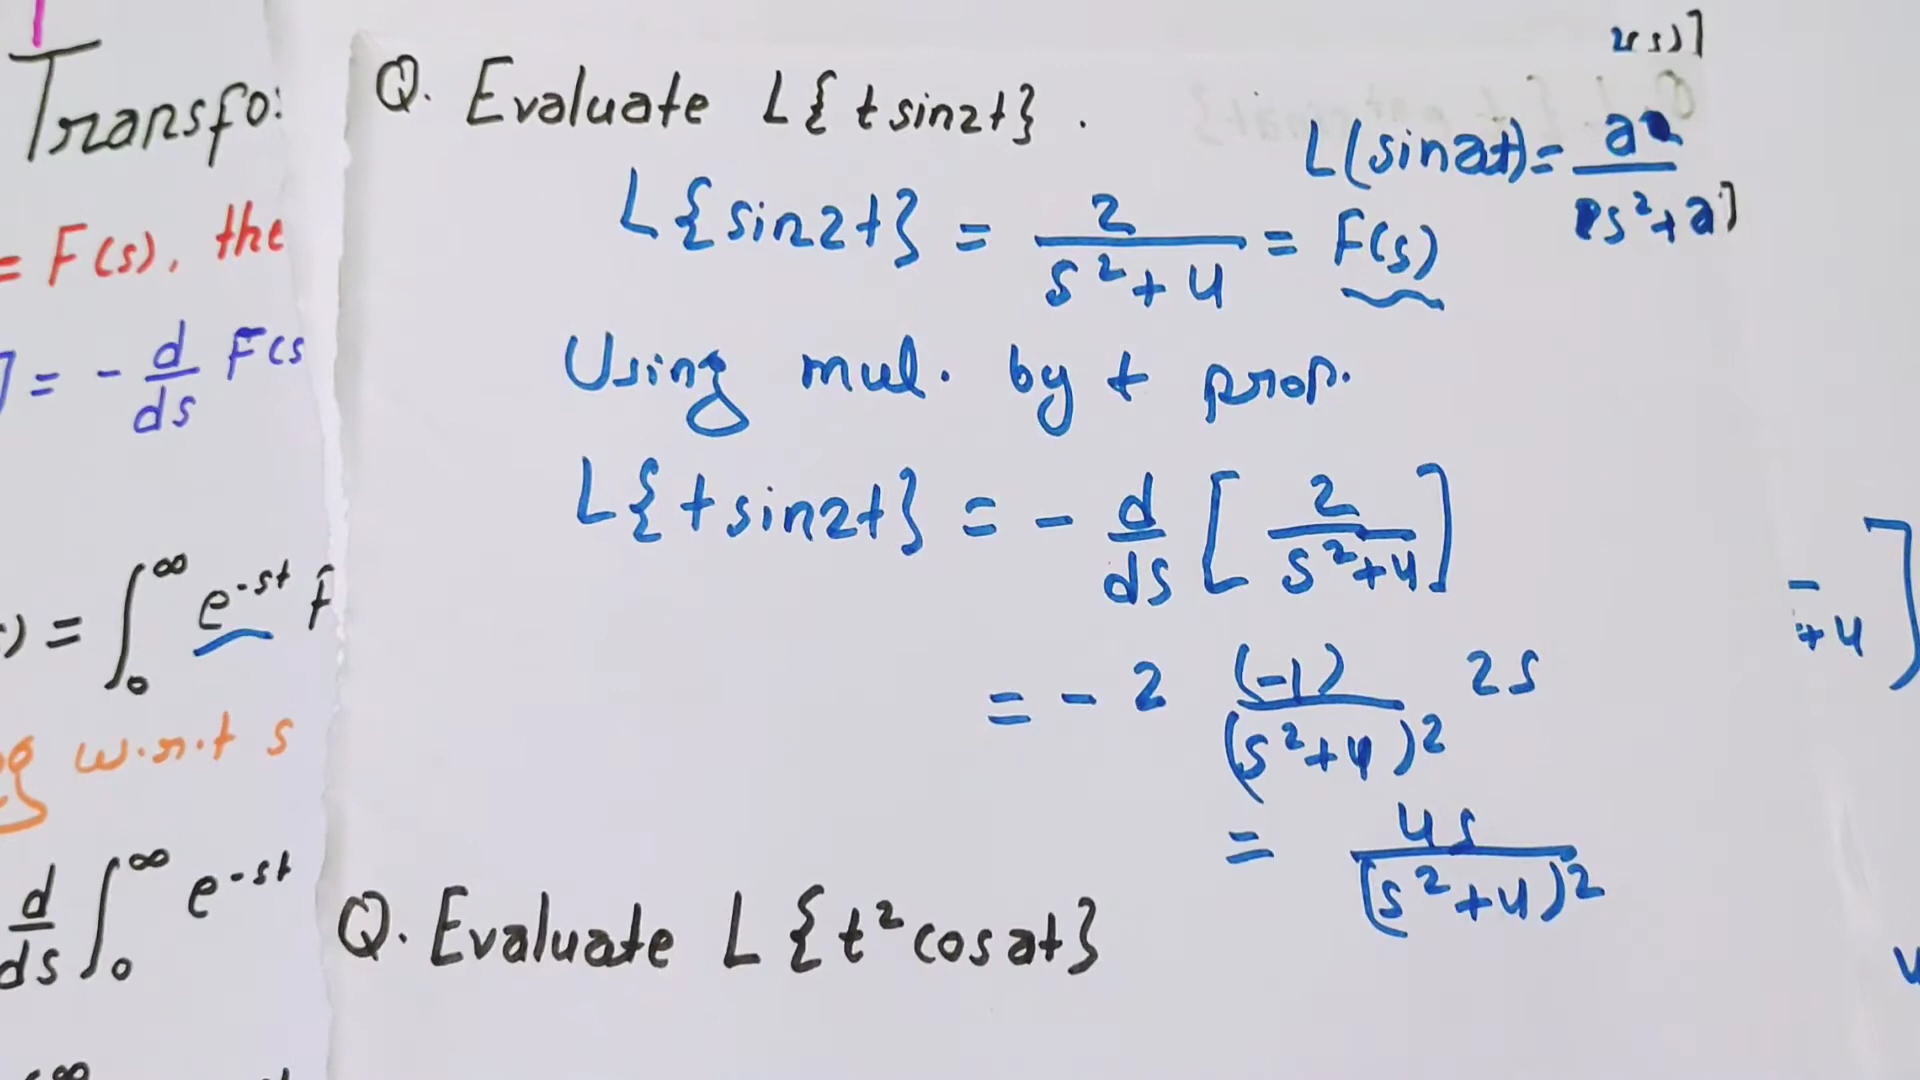 Transfo
= F(s), the
] = - d/ds F(s
) = ∫₀^∞ e^-st F
w.r.t s
d/ds ∫₀^∞ e^-st
∞
Q. Evaluate L{t sin2t}.
L(sinat) = a / s²+a
L{sin2t} = 2 / s²+4 = F(s)
Using mul. by t prop.
L{t sin2t} = - d/ds [ 2 / s²+4 ]
= - 2 (-1) / (s²+4)² 2s
= 4s / (s²+4)²
Q. Evaluate L{t² cosat}
+4 ]